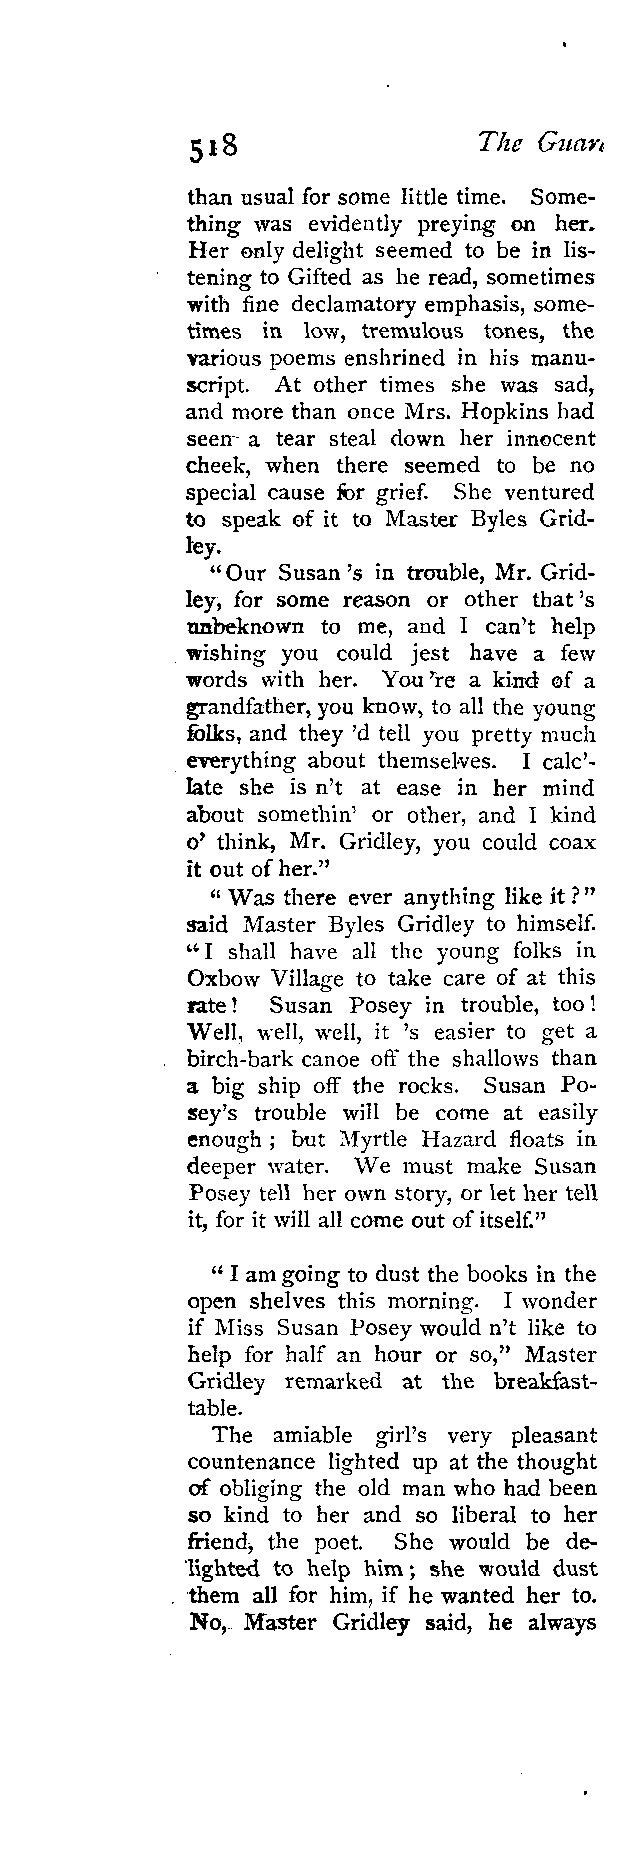 518 The Guar
than usual for some little time. Some-
thing was evidently preying on her.
Her only delight seemed to be in lis-
tening to Gifted as he read, sometimes
with fine declamatory emphasis, some-
times in low, tremulous tones, the
various poems enshrined in his manu-
script. At other times she was sad,
and more than once Mrs. Hopkins had
seen a tear steal down her innocent
cheek, when there seemed to be no
special cause for grief. She ventured
to speak of it to Master Byles Grid-
ley.
"Our Susan 's in trouble, Mr. Grid-
ley, for some reason or other that 's
unbeknown to me, and I can't help
wishing you could jest have a few
words with her. You 're a kind of a
grandfather, you know, to all the young
folks, and they 'd tell you pretty much
everything about themselves. I calc'-
late she is n't at ease in her mind
about somethin' or other, and I kind
o' think, Mr. Gridley, you could coax
it out of her."
"Was there ever anything like it?"
said Master Byles Gridley to himself.
"I shall have all the young folks in
Oxbow Village to take care of at this
rate! Susan Posey in trouble, too!
Well, well, well, it 's easier to get a
birch-bark canoe off the shallows than
a big ship off the rocks. Susan Po-
sey's trouble will be come at easily
enough; but Myrtle Hazard floats in
deeper water. We must make Susan
Posey tell her own story, or let her tell
it, for it will all come out of itself."
"I am going to dust the books in the
open shelves this morning. I wonder
if Miss Susan Posey would n't like to
help for half an hour or so," Master
Gridley remarked at the breakfast-
table.
The amiable girl's very pleasant
countenance lighted up at the thought
of obliging the old man who had been
so kind to her and so liberal to her
friend, the poet. She would be de-
lighted to help him; she would dust
them all for him, if he wanted her to.
No, Master Gridley said, he always